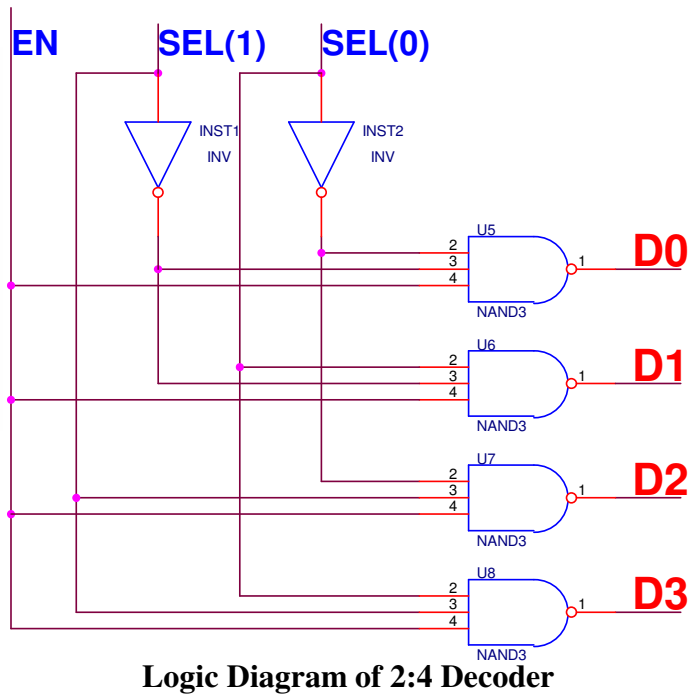 EN SEL(1) SEL(0)
INST1 INST2
INV INV
U5
2
3
4
1
D0
NAND3
U6
2
3
4
1
D1
NAND3
U7
2
3
4
1
D2
NAND3
U8
2
3
4
1
D3
NAND3
Logic Diagram of 2:4 Decoder